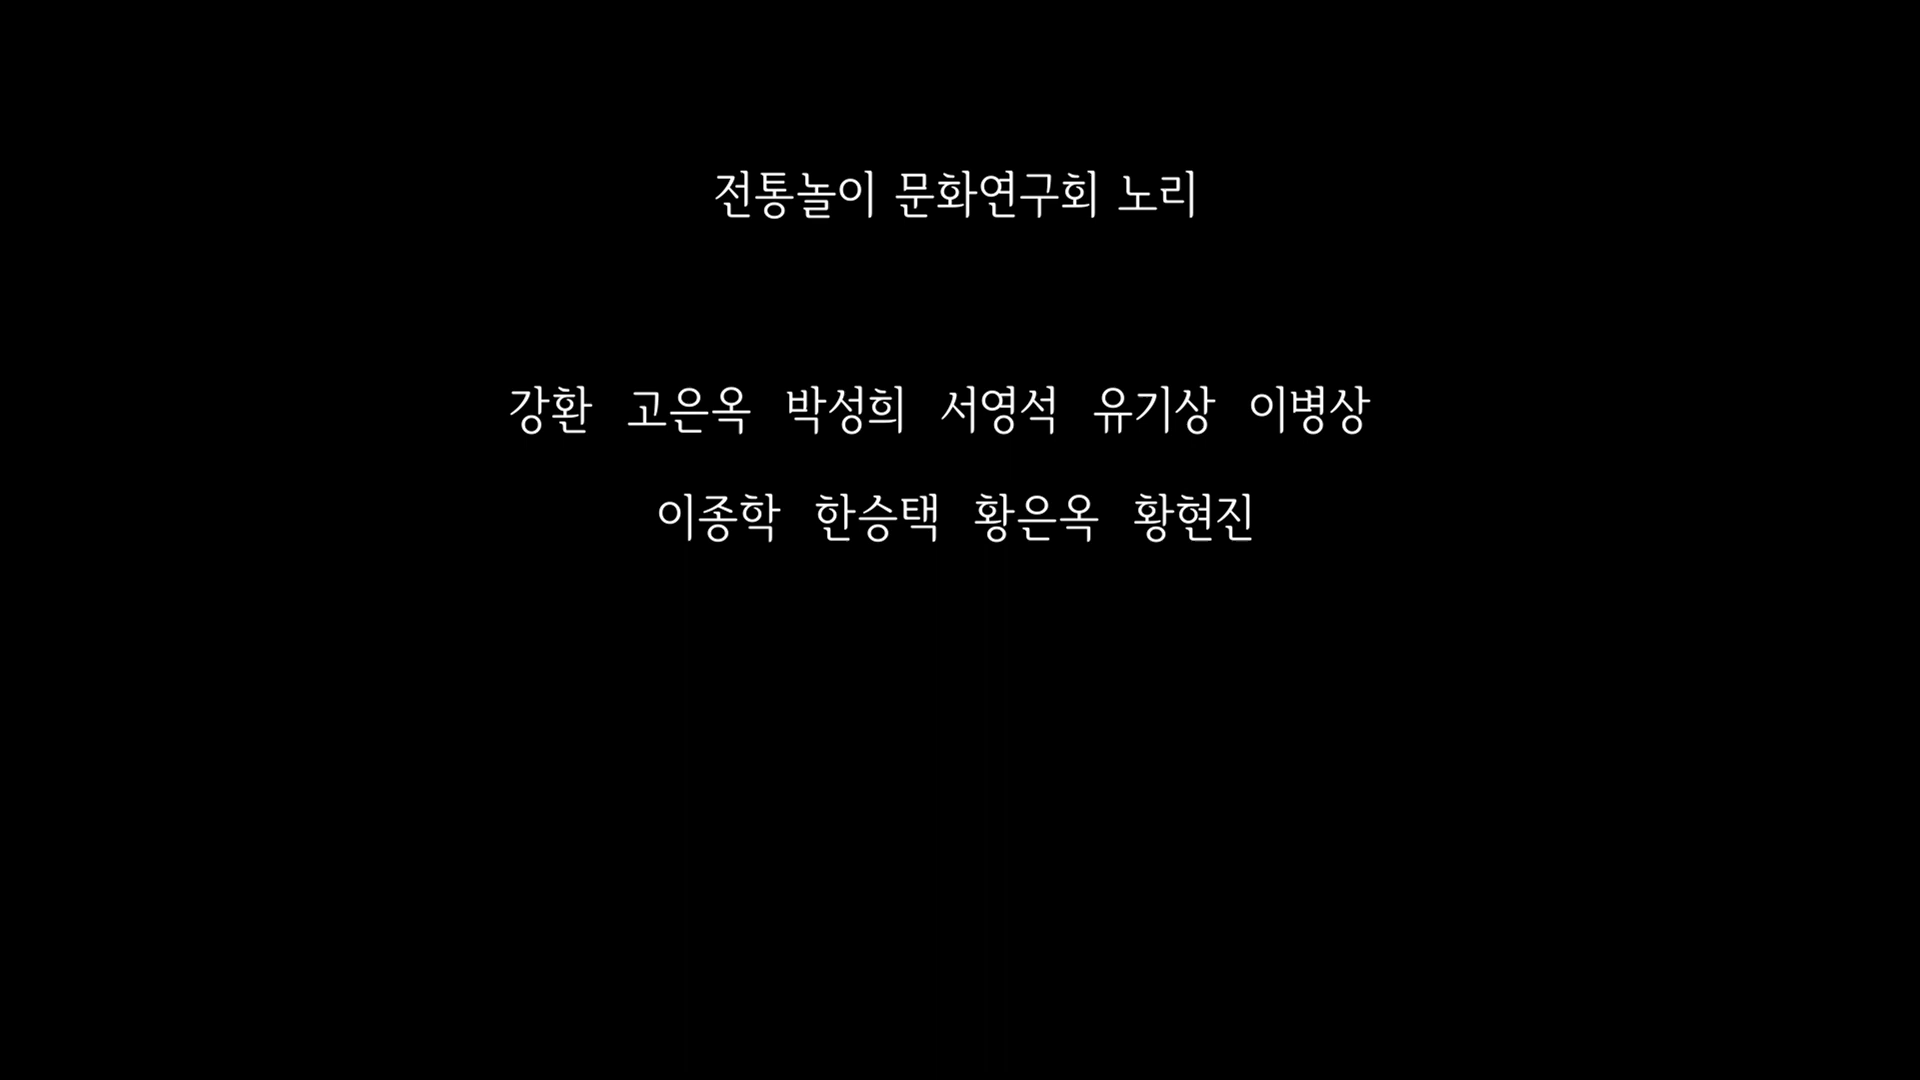 전통놀이 문화연구회 노리
강환 고은옥 박성희 서영석 유기상 이병상
이종학 한승택 황은옥 황현진